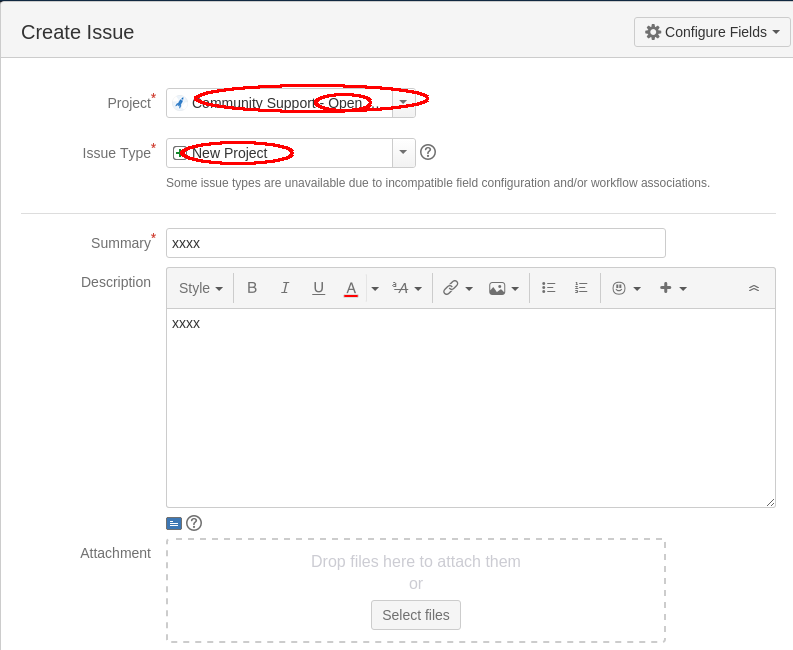 Create Issue
Configure Fields
Project*
Community Support - Open
Issue Type*
New Project
Some issue types are unavailable due to incompatible field configuration and/or workflow associations.
Summary*
xxxx
Description
Style B I U A ªA
xxxx
Attachment
Drop files here to attach them
or
Select files